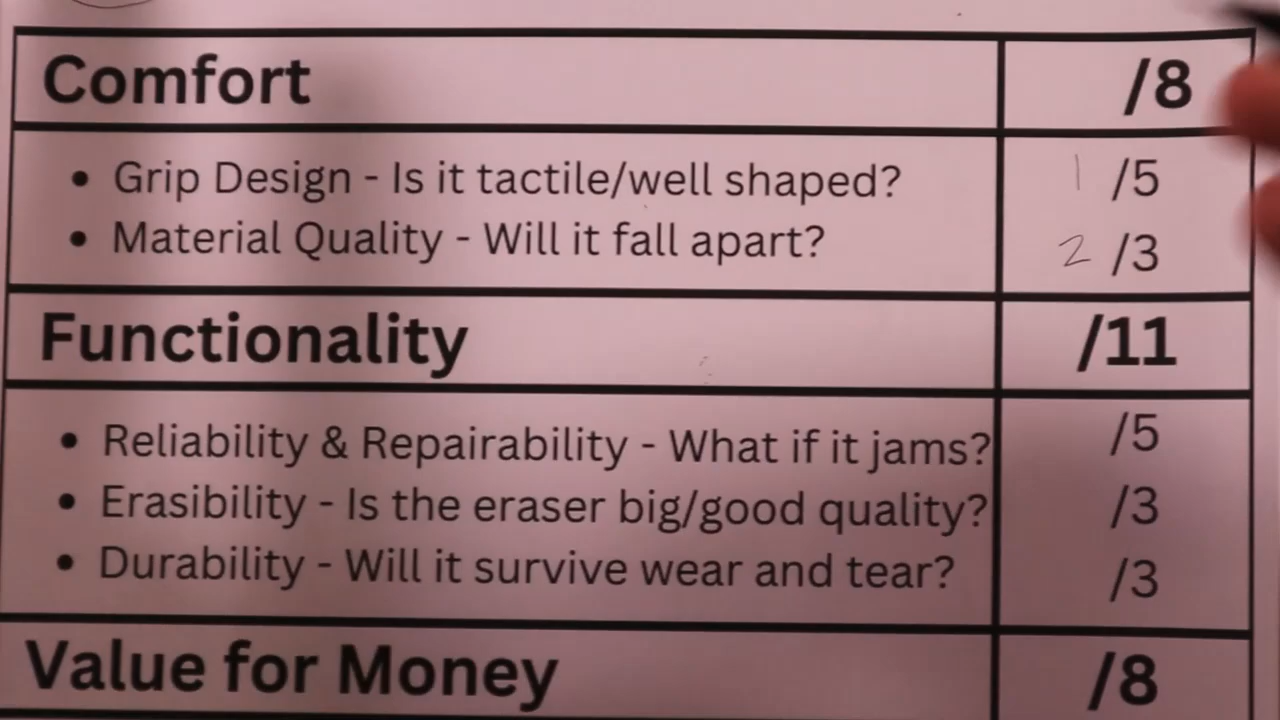 Comfort /8
• Grip Design - Is it tactile/well shaped? 1 /5
• Material Quality - Will it fall apart? 2 /3
Functionality /11
• Reliability & Repairability - What if it jams? /5
• Erasibility - Is the eraser big/good quality? /3
• Durability - Will it survive wear and tear? /3
Value for Money /8